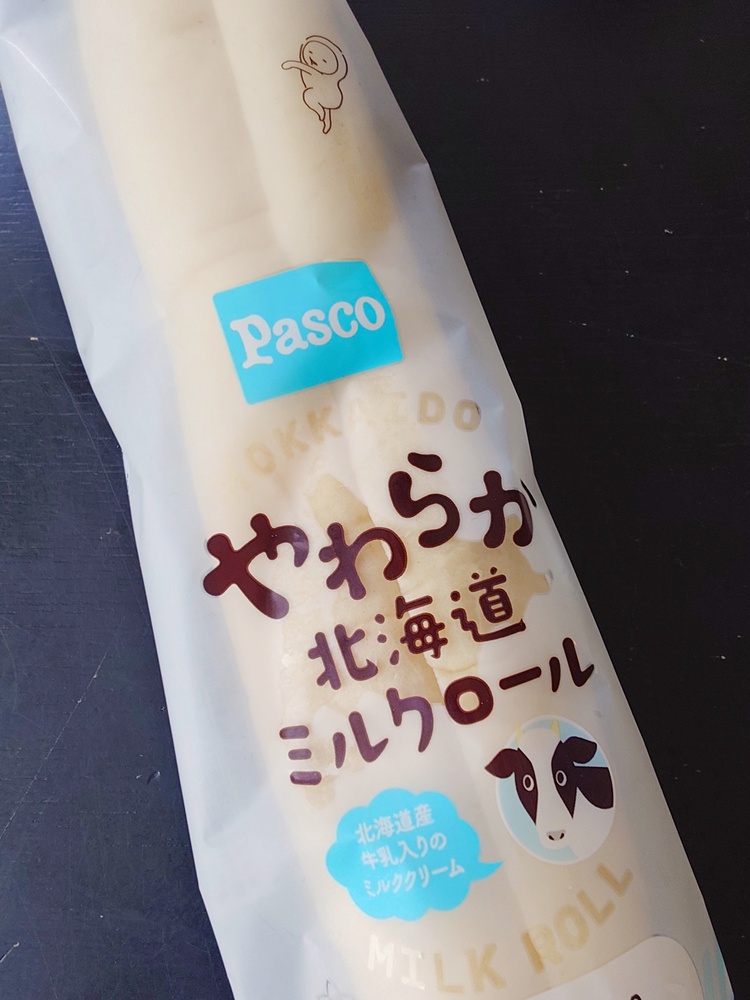 Pasco
HOKKAIDO
やわらか
北海道
ミルクロール
北海道産
牛乳入りの
ミルククリーム
MILK ROLL